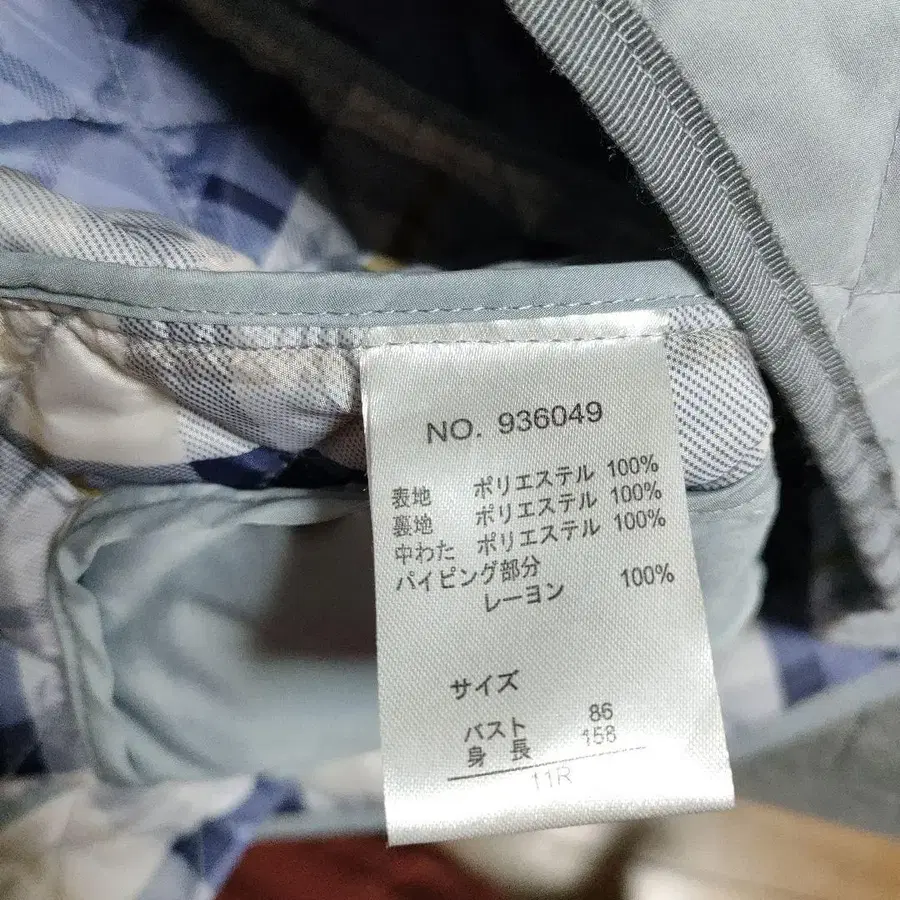 NO. 936049
表地 ポリエステル 100%
裏地 ポリエステル 100%
中わた ポリエステル 100%
パイピング部分
レーヨン 100%
サイズ
バスト 86
身長 158
11R